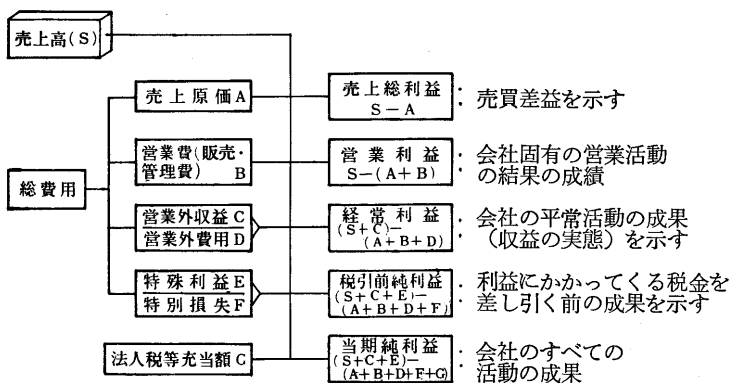 売上高(S)
売上原価A
売上総利益
S−A
：売買差益を示す
営業費(販売・
管理費) B
営業利益
S−(A+B)
：会社固有の営業活動
の結果の成績
総費用
営業外収益C
営業外費用D
経常利益
(S+C)−
(A+B+D)
：会社の平常活動の成果
（収益の実態）を示す
特殊利益E
特別損失F
税引前純利益
(S+C+E)−
(A+B+D+F)
：利益にかかってくる税金を
差し引く前の成果を示す
法人税等充当額G
当期純利益
(S+C+E)−
(A+B+D+F+G)
：会社のすべての
活動の成果